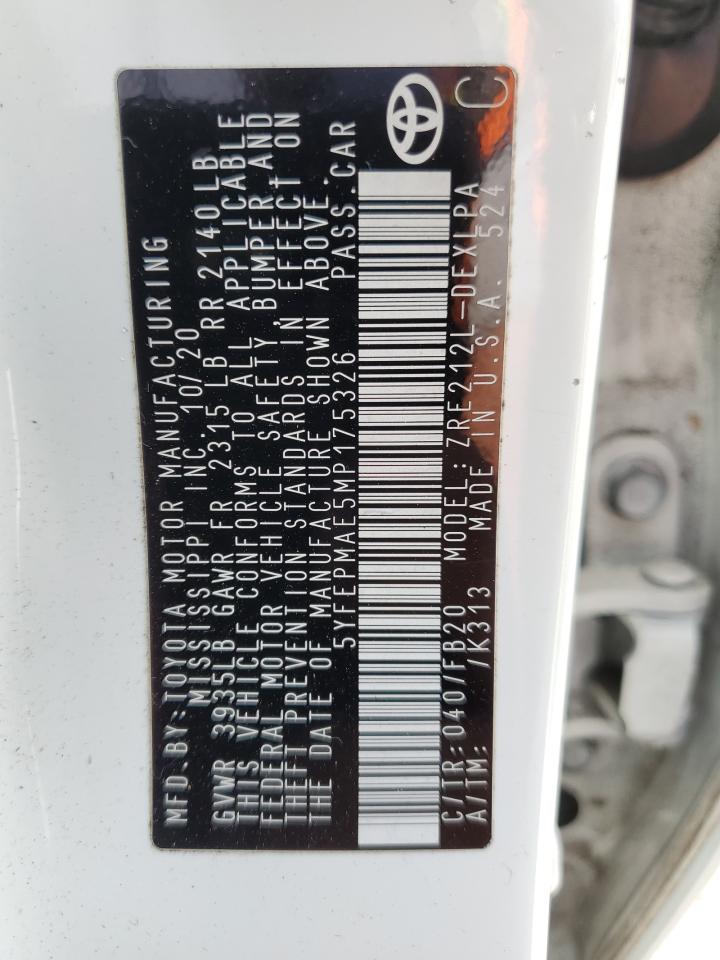 MFD.BY:TOYOTA MOTOR MANUFACTURING
MISSISSIPPI INC. 10/20
GVWR 3935LB GAWR FR 2315 LB RR 2140LB
THIS VEHICLE CONFORMS TO ALL APPLICABLE
FEDERAL MOTOR VEHICLE SAFETY, BUMPER, AND
THEFT PREVENTION STANDARDS IN EFFECT ON
THE DATE OF MANUFACTURE SHOWN ABOVE.
5YFEPMAE5MP175326 PASS.CAR
C/TR:040/FB20 MODEL:ZRE212L-DEXLPA
A/TM: /K313 MADE IN U.S.A. 524
C